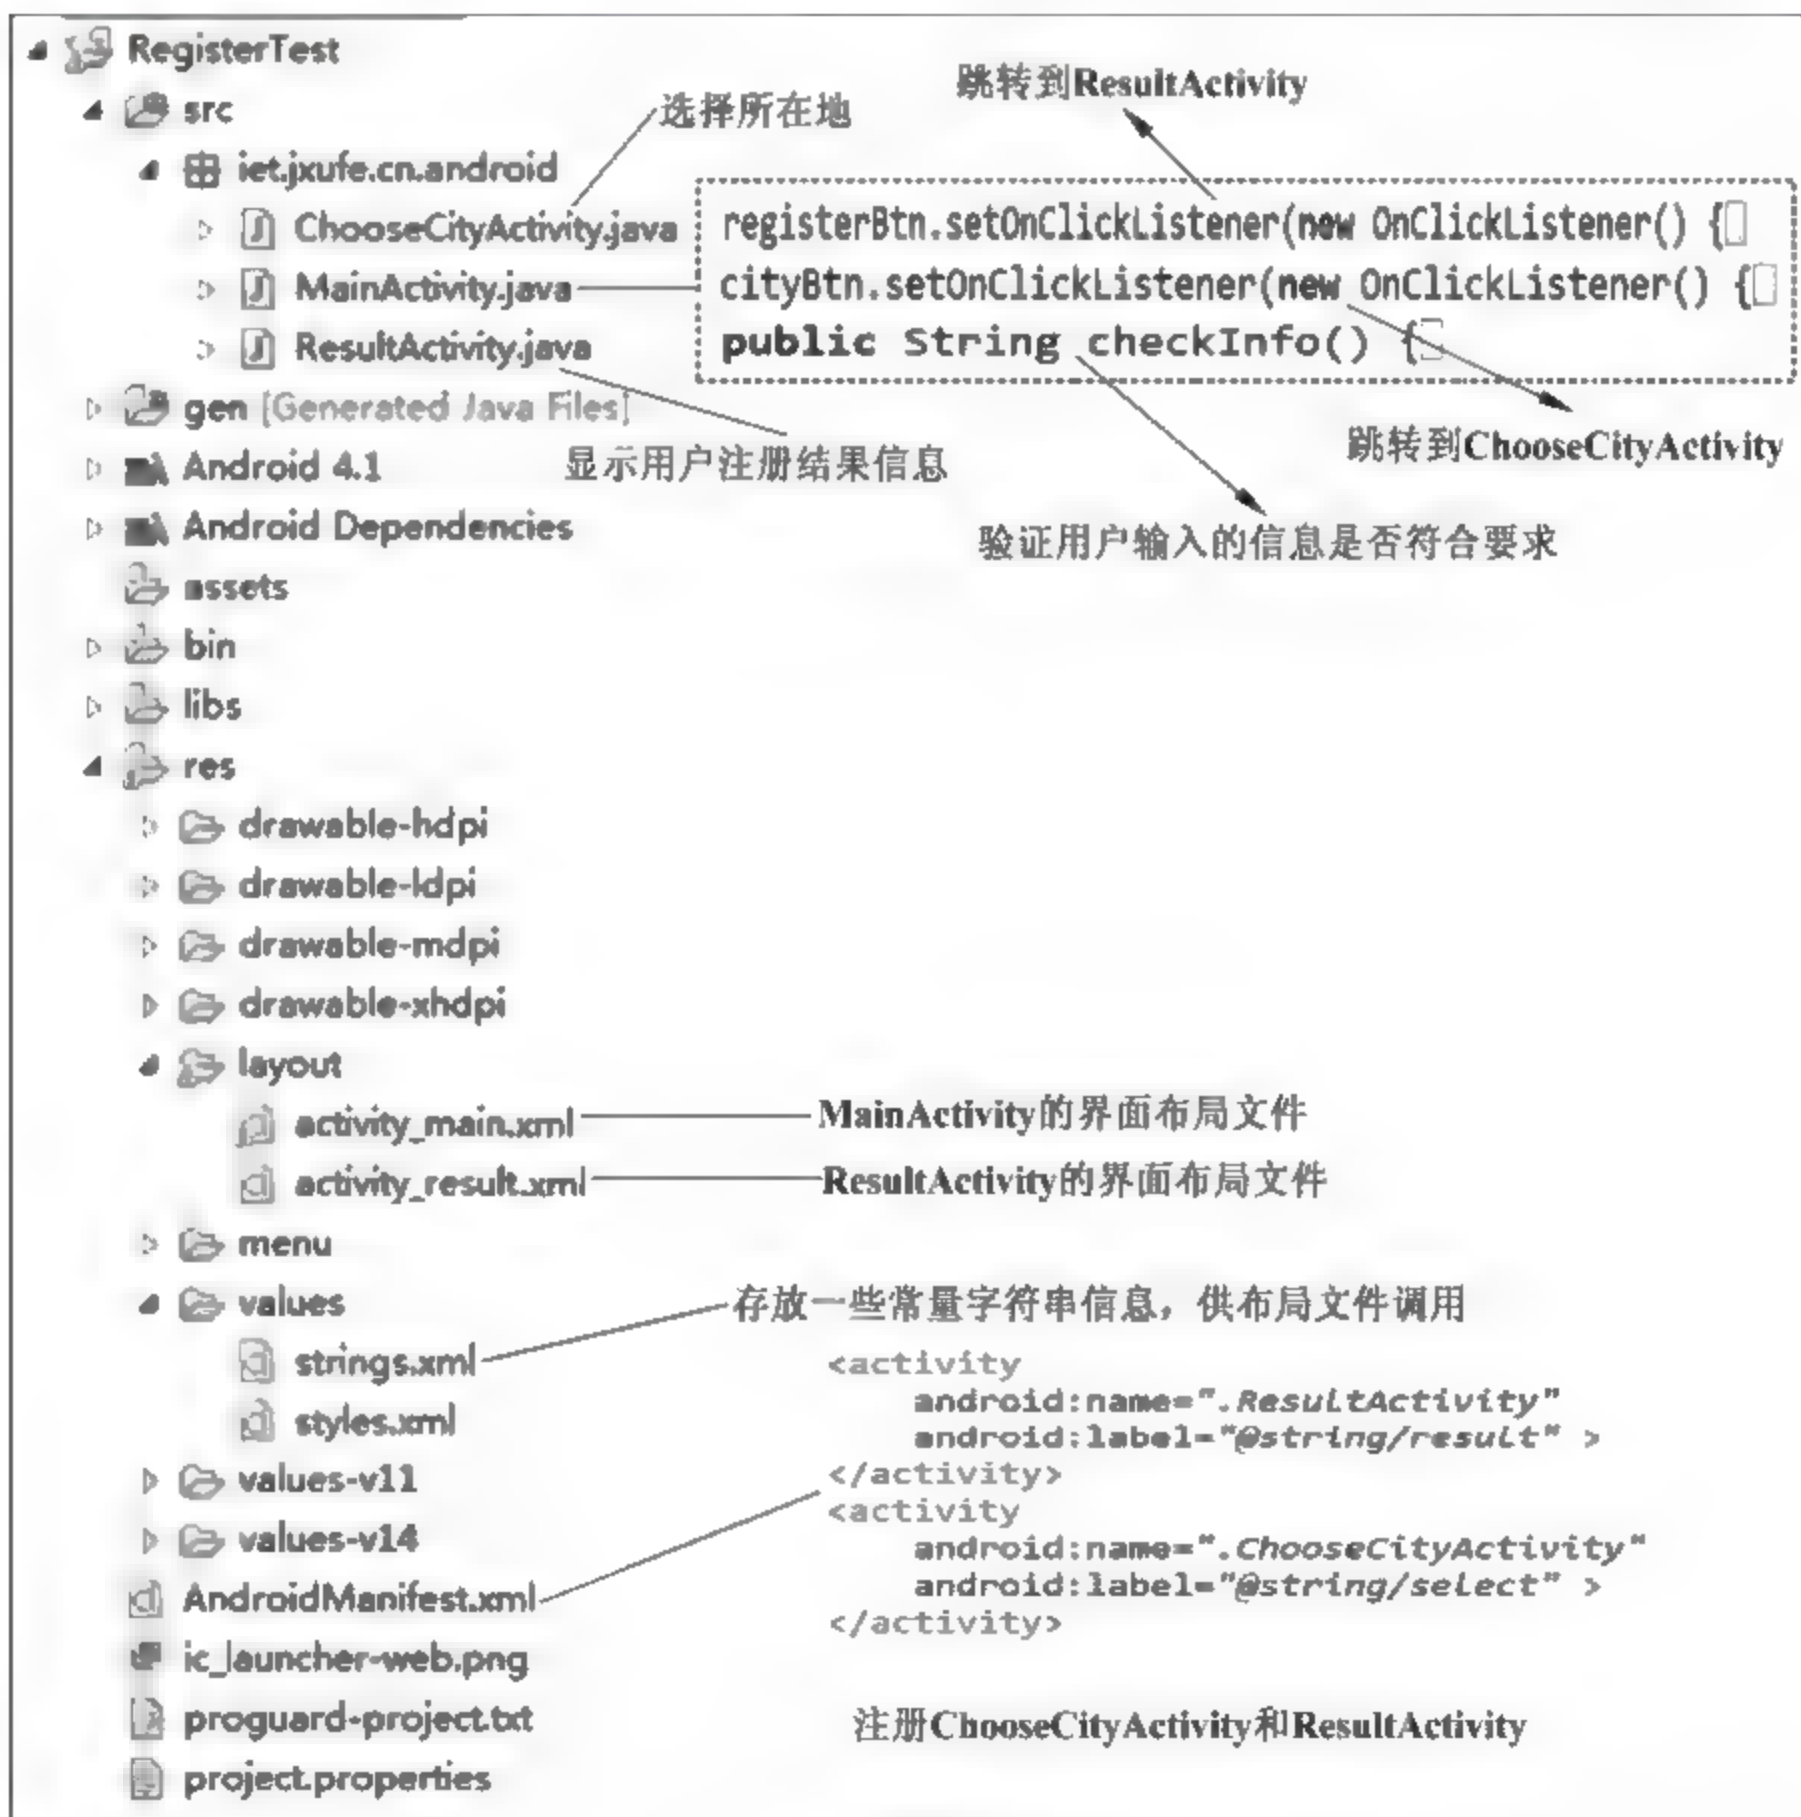 RegisterTest
src
选择所在地
跳转到ResultActivity
iet.jxufe.cn.android
ChooseCityActivity.java
registerBtn.setOnClickListener(new OnClickListener() {
MainActivity.java
cityBtn.setOnClickListener(new OnClickListener() {
ResultActivity.java
public String checkInfo() {
gen [Generated Java Files]
Android 4.1
显示用户注册结果信息
跳转到ChooseCityActivity
Android Dependencies
验证用户输入的信息是否符合要求
assets
bin
libs
res
drawable-hdpi
drawable-ldpi
drawable-mdpi
drawable-xhdpi
layout
activity_main.xml
MainActivity的界面布局文件
activity_result.xml
ResultActivity的界面布局文件
menu
values
存放一些常量字符串信息，供布局文件调用
strings.xml
styles.xml
<activity
android:name=".ResultActivity"
android:label="@string/result" >
</activity>
<activity
android:name=".ChooseCityActivity"
android:label="@string/select" >
</activity>
values-v11
values-v14
AndroidManifest.xml
ic_launcher-web.png
proguard-project.txt
注册ChooseCityActivity和ResultActivity
project.properties